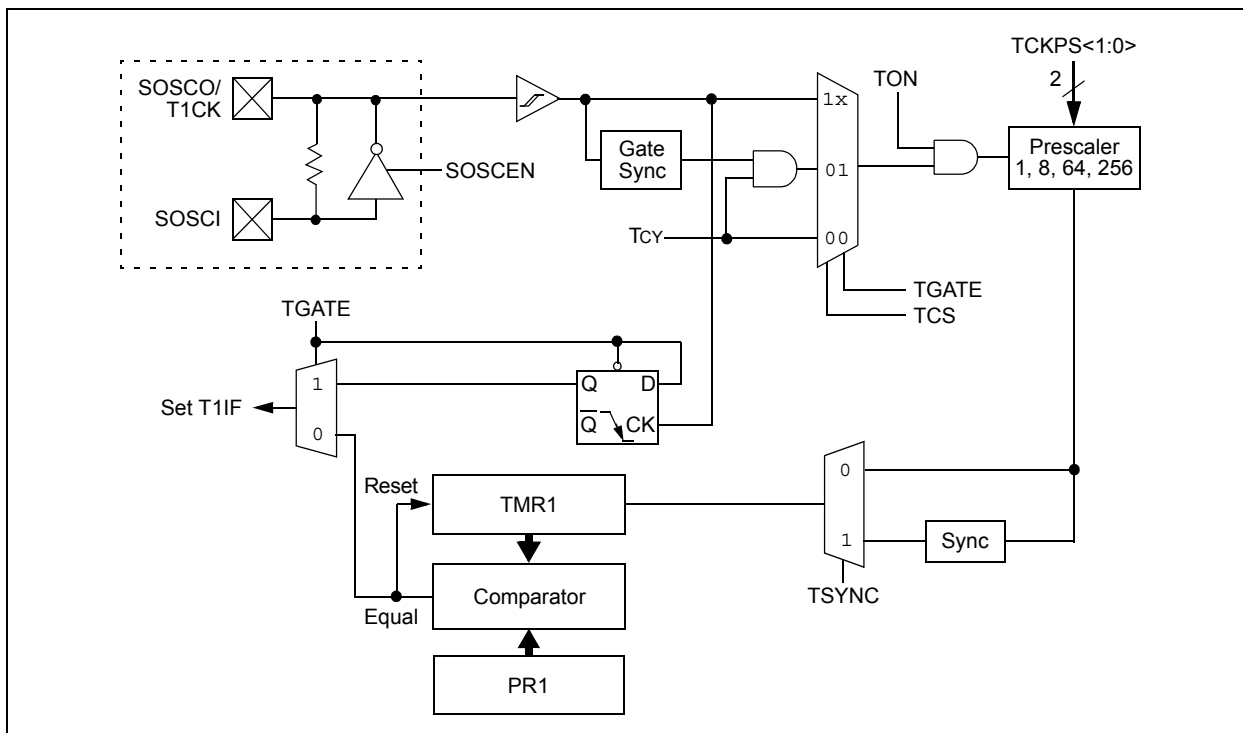 TCKPS<1:0>
2
TON
SOSCO/
T1CK
1x
Gate
Sync
Prescaler
1, 8, 64, 256
SOSCEN
01
SOSCI
TCY
00
TGATE
TCS
TGATE
1
Q
D
Set T1IF
Q
CK
0
Reset
TMR1
0
1
Sync
Comparator
TSYNC
Equal
PR1